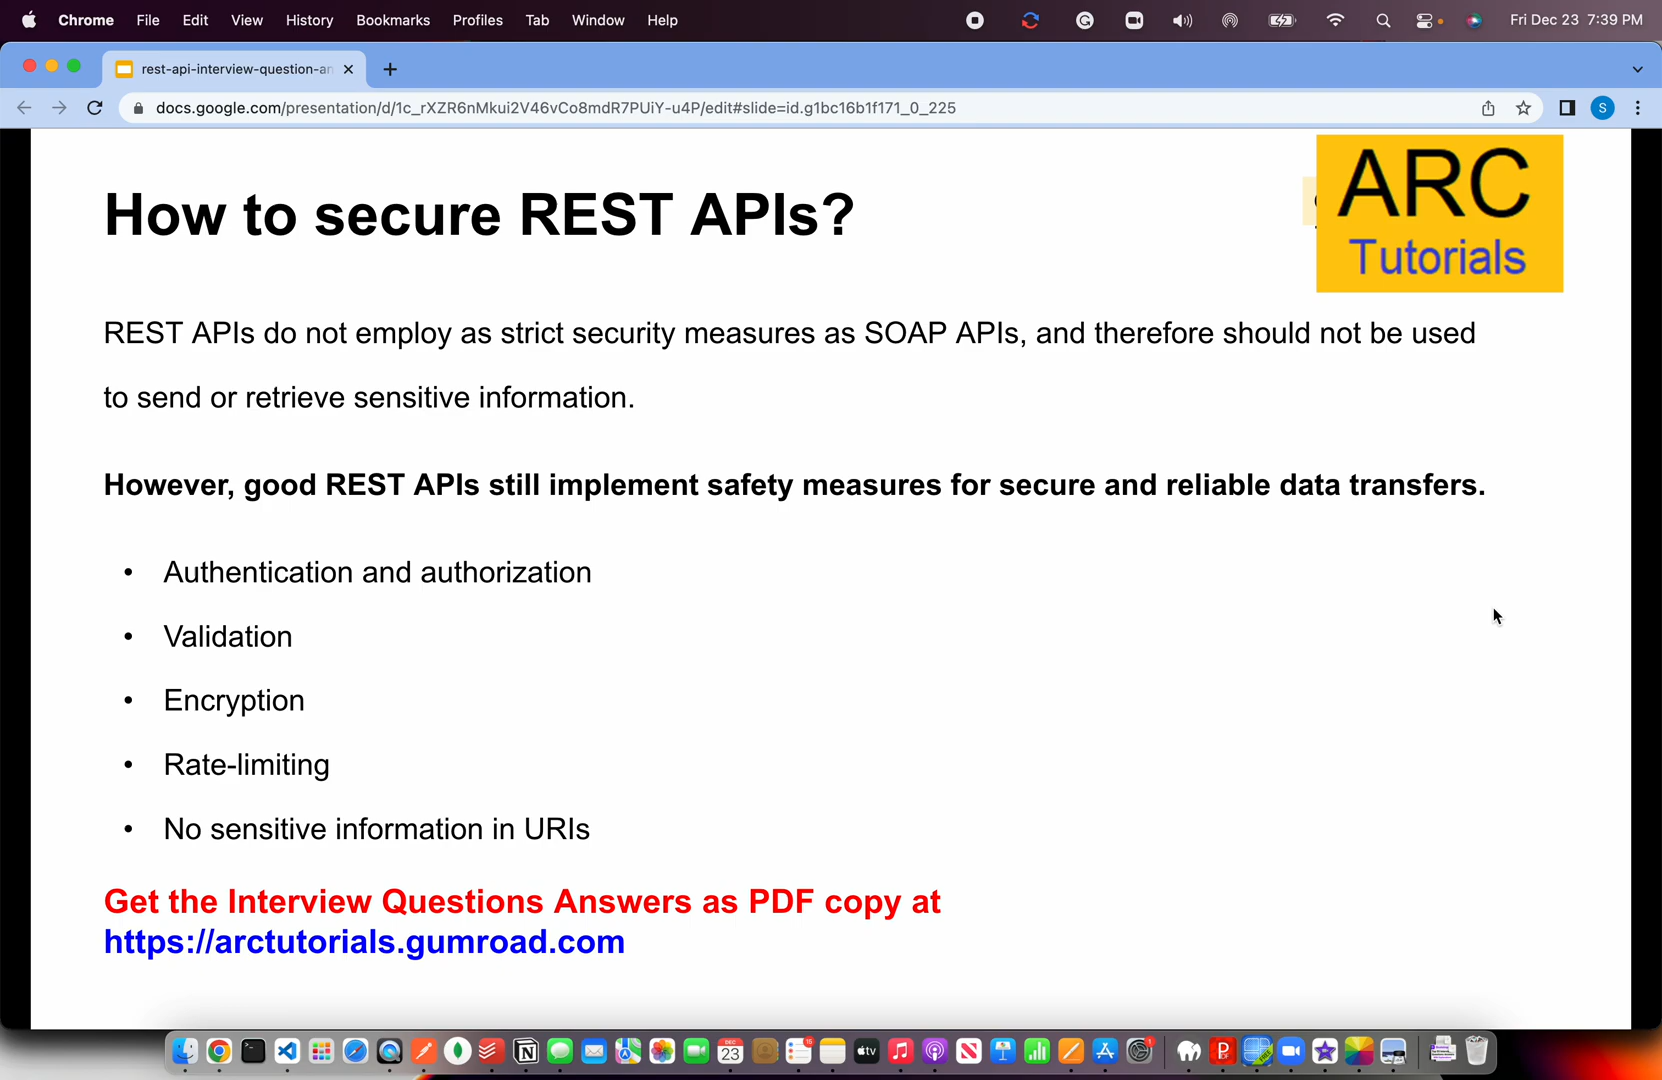 Chrome File Edit View History Bookmarks Profiles Tab Window Help Fri Dec 23 7:39 PM
rest-api-interview-question-an
docs.google.com/presentation/d/1c_rXZR6nMkui2V46vCo8mdR7PUiY-u4P/edit#slide=id.g1bc16b1f171_0_225
S
How to secure REST APIs?
ARC
Tutorials
REST APIs do not employ as strict security measures as SOAP APIs, and therefore should not be used
to send or retrieve sensitive information.
However, good REST APIs still implement safety measures for secure and reliable data transfers.
• Authentication and authorization
• Validation
• Encryption
• Rate-limiting
• No sensitive information in URIs
Get the Interview Questions Answers as PDF copy at
https://arctutorials.gumroad.com
DEC
23
tv